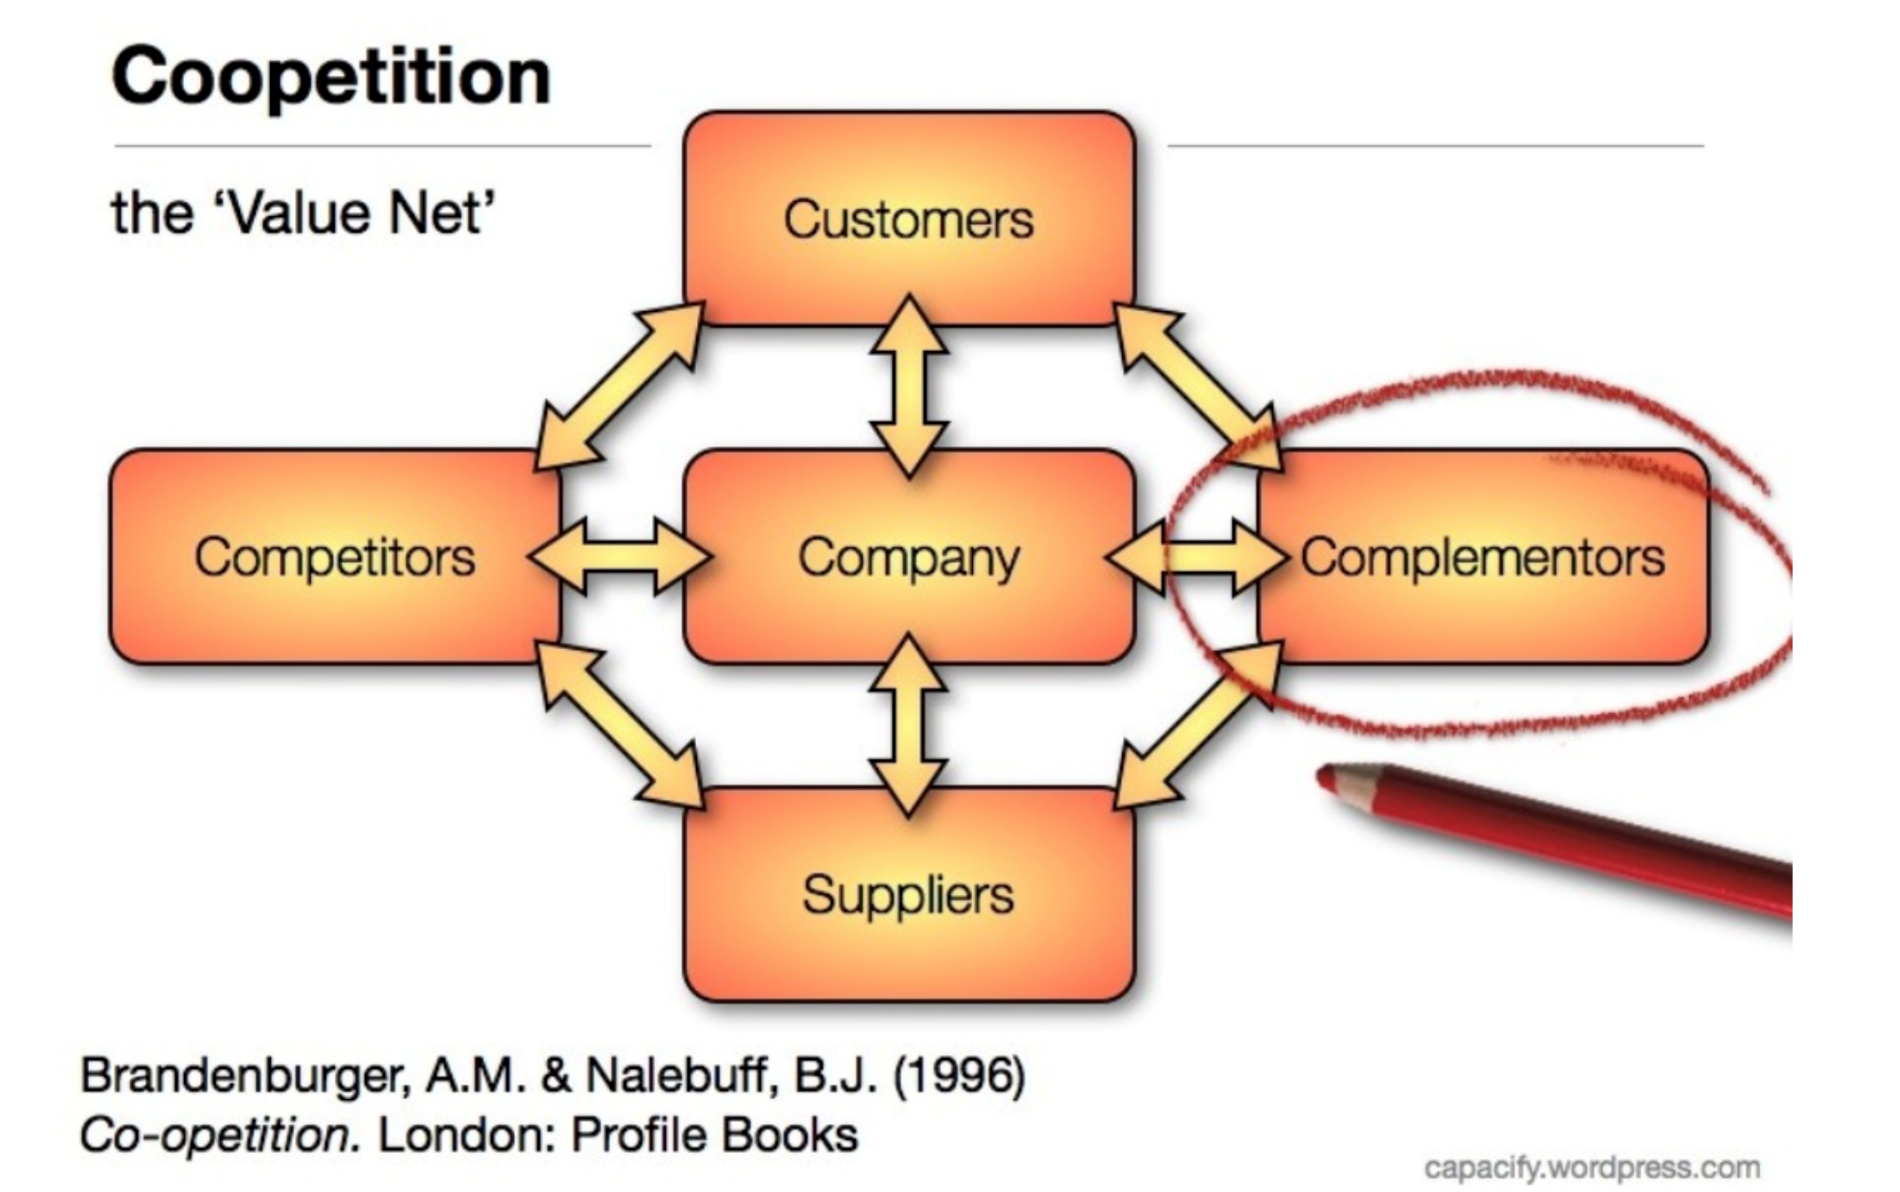 Coopetition
the ‘Value Net’
Customers
Competitors
Company
Complementors
Suppliers
Brandenburger, A.M. & Nalebuff, B.J. (1996)
Co-opetition. London: Profile Books
capacify.wordpress.com